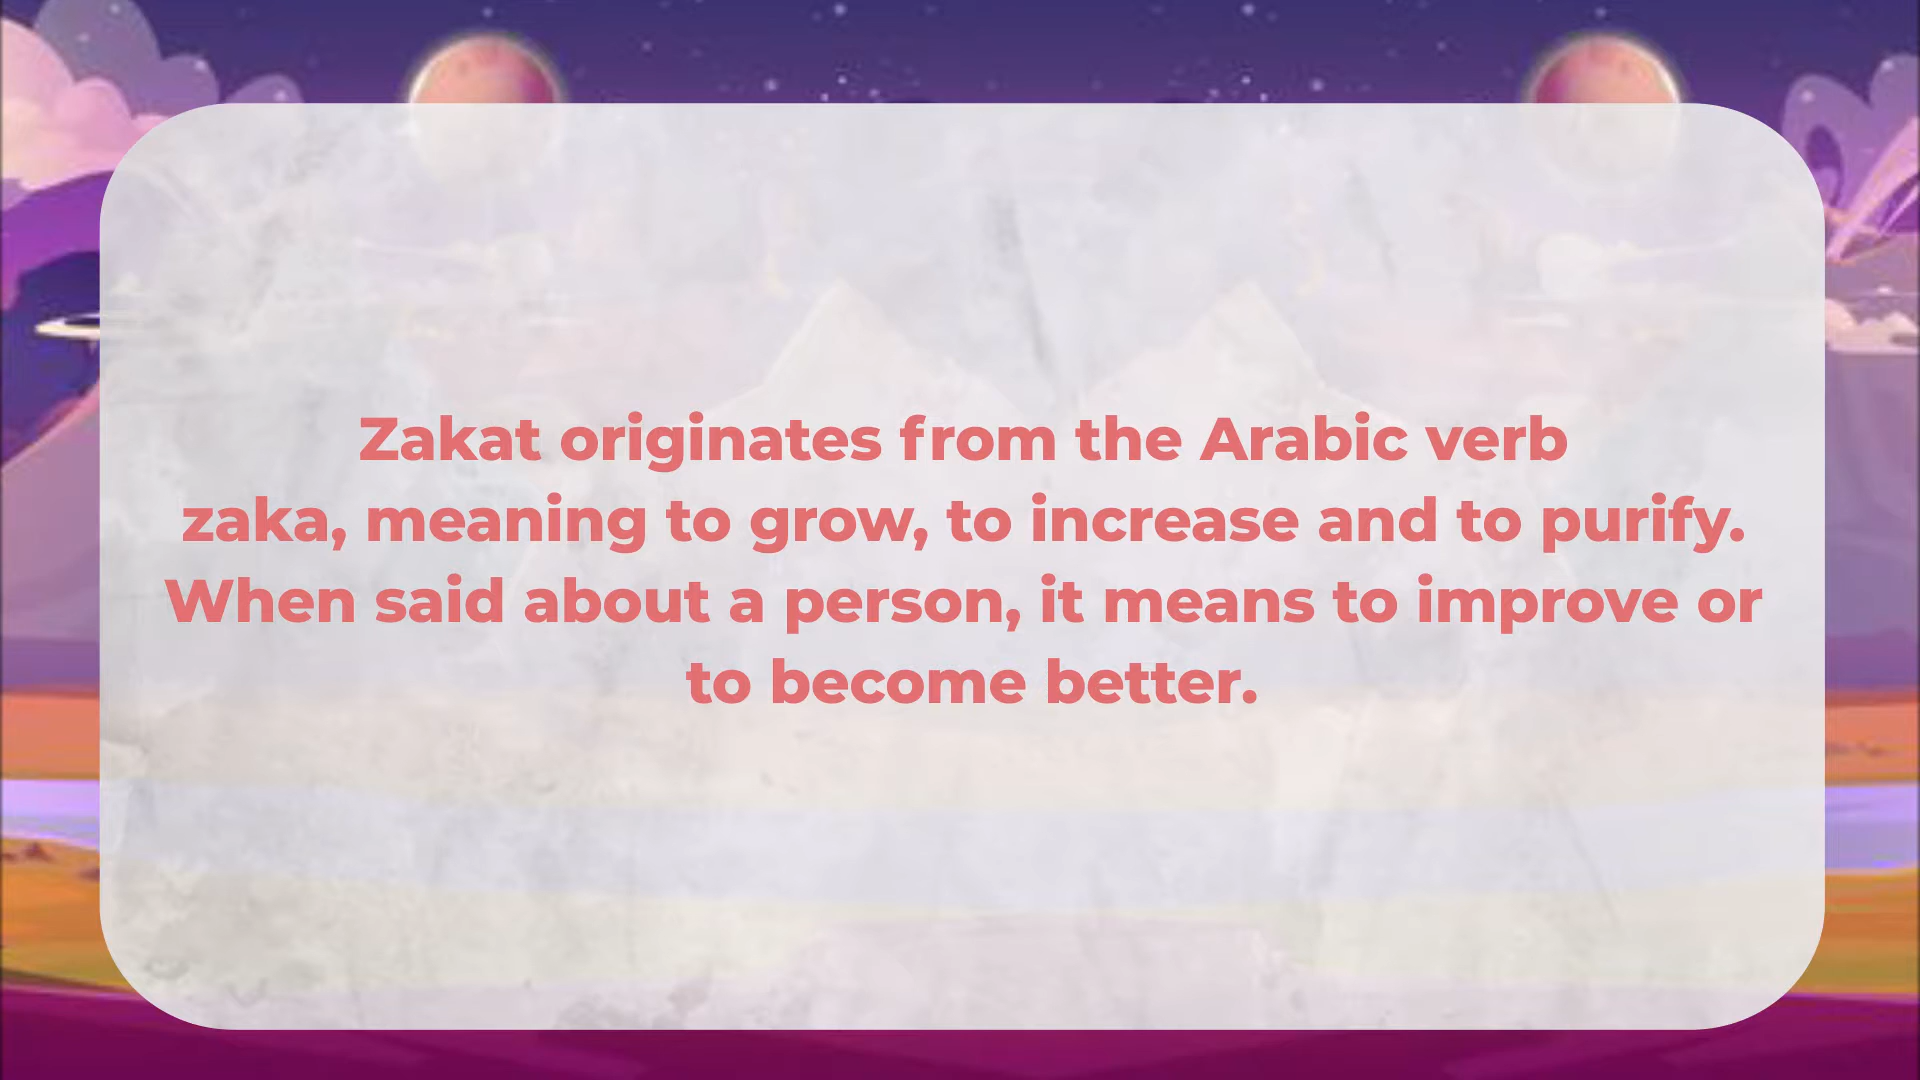 Zakat originates from the Arabic verb
zaka, meaning to grow, to increase and to purify.
When said about a person, it means to improve or
to become better.